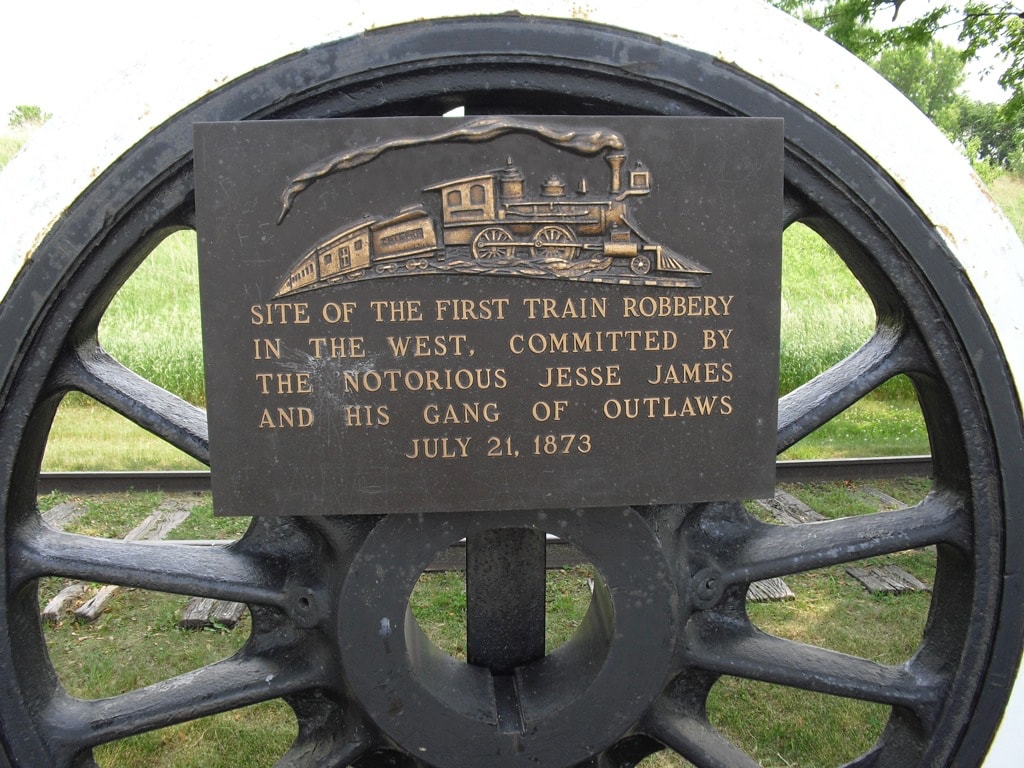 SITE OF THE FIRST TRAIN ROBBERY
IN THE WEST, COMMITTED BY
THE NOTORIOUS JESSE JAMES
AND HIS GANG OF OUTLAWS
JULY 21, 1873